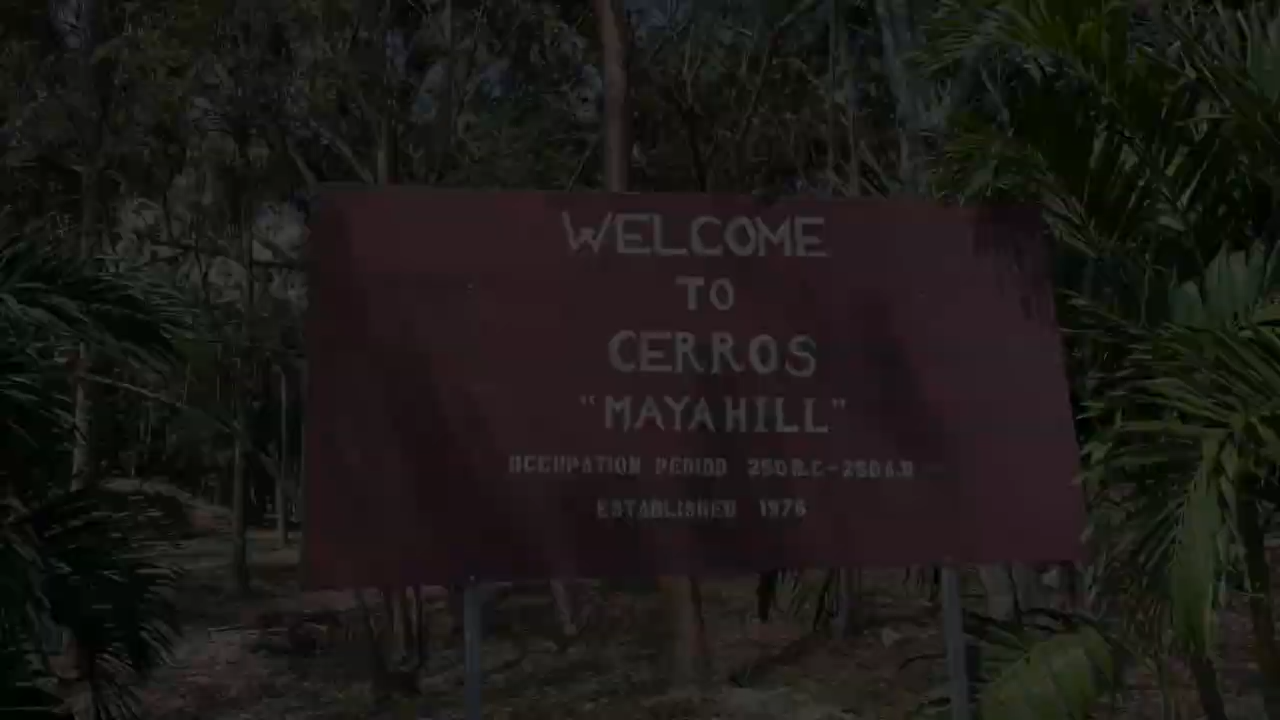 WELCOME
TO
CERROS
"MAYA HILL"
OCCUPATION PERIOD 250 B.C-250 A.D
ESTABLISHED 1976